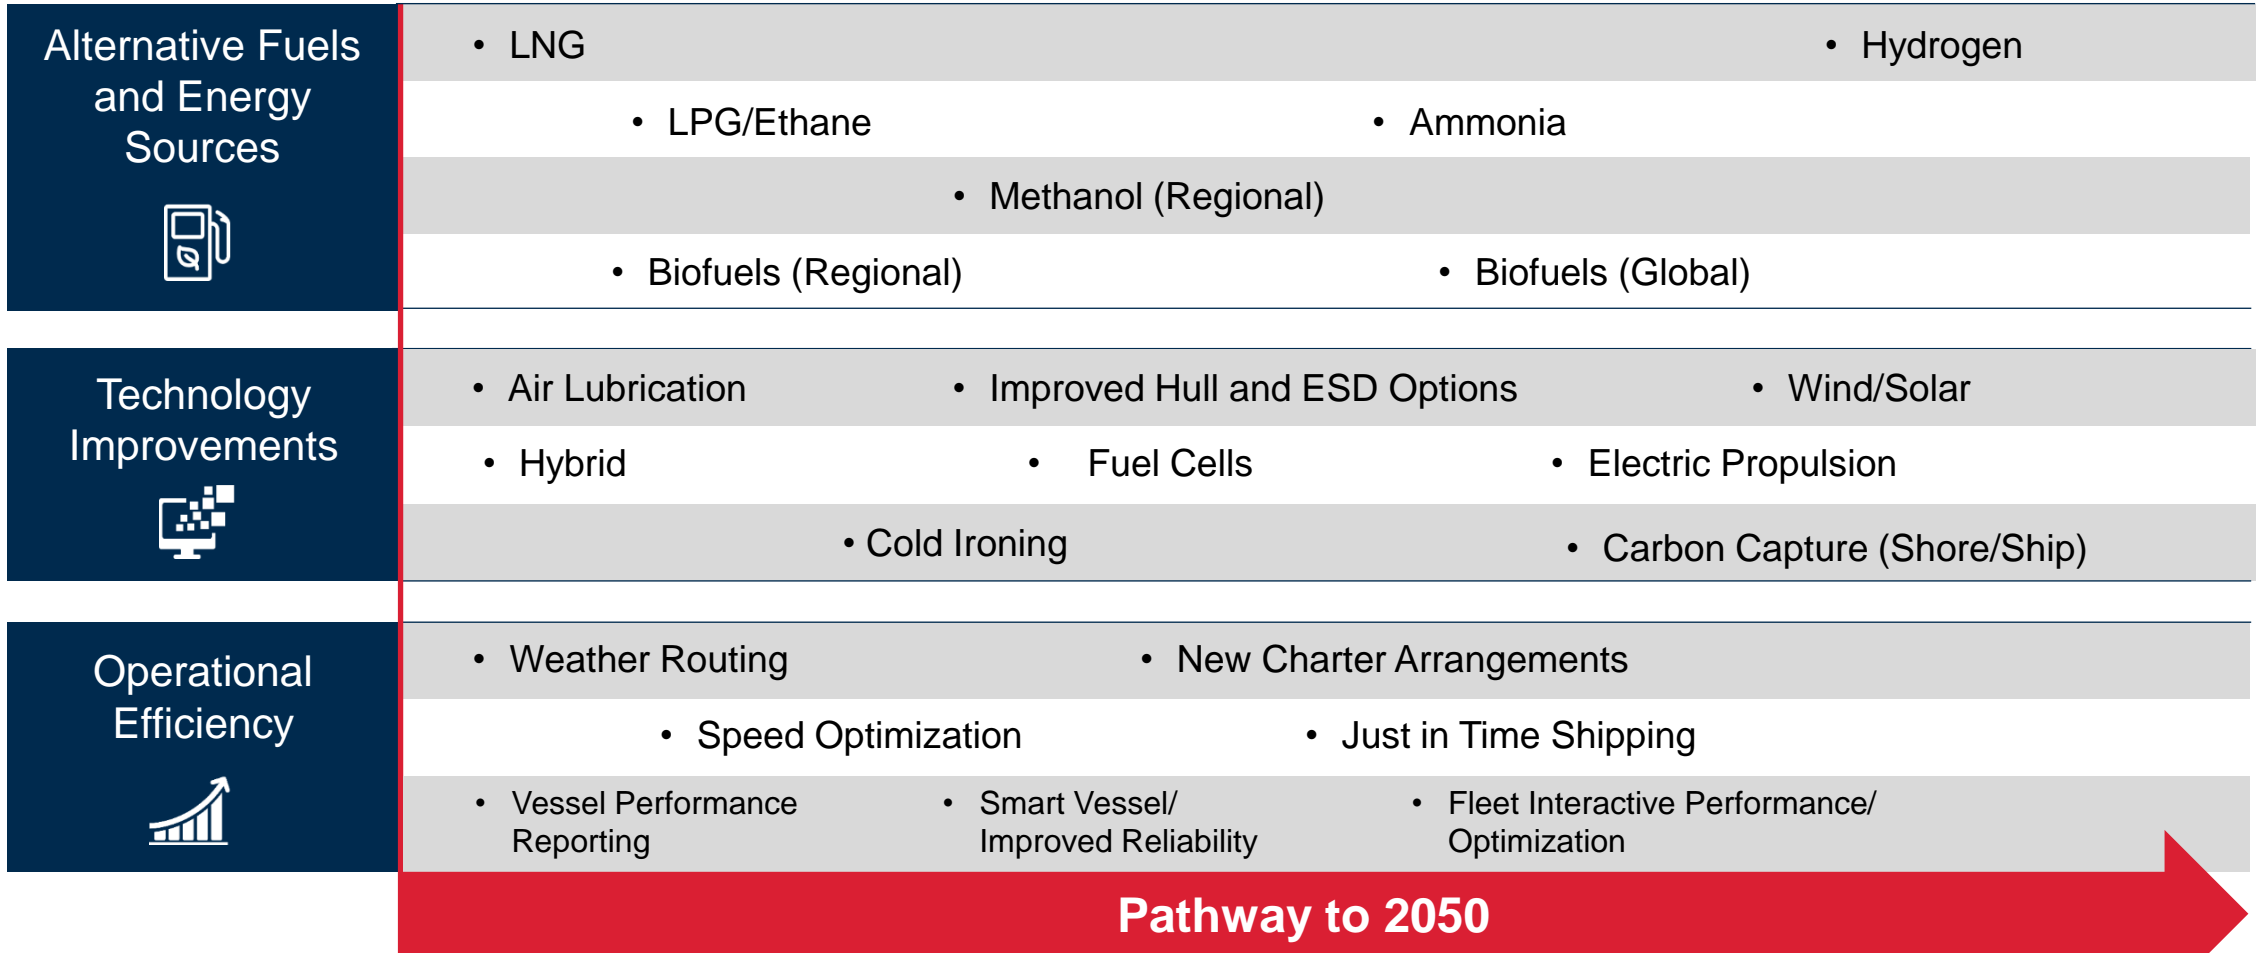 Alternative Fuels
and Energy
Sources
• LNG
• Hydrogen
• LPG/Ethane
• Ammonia
• Methanol (Regional)
• Biofuels (Regional)
• Biofuels (Global)
Technology
Improvements
• Air Lubrication
• Improved Hull and ESD Options
• Wind/Solar
• Hybrid
• Fuel Cells
• Electric Propulsion
• Cold Ironing
• Carbon Capture (Shore/Ship)
Operational
Efficiency
• Weather Routing
• New Charter Arrangements
• Speed Optimization
• Just in Time Shipping
• Vessel Performance
Reporting
• Smart Vessel/
Improved Reliability
• Fleet Interactive Performance/
Optimization
Pathway to 2050